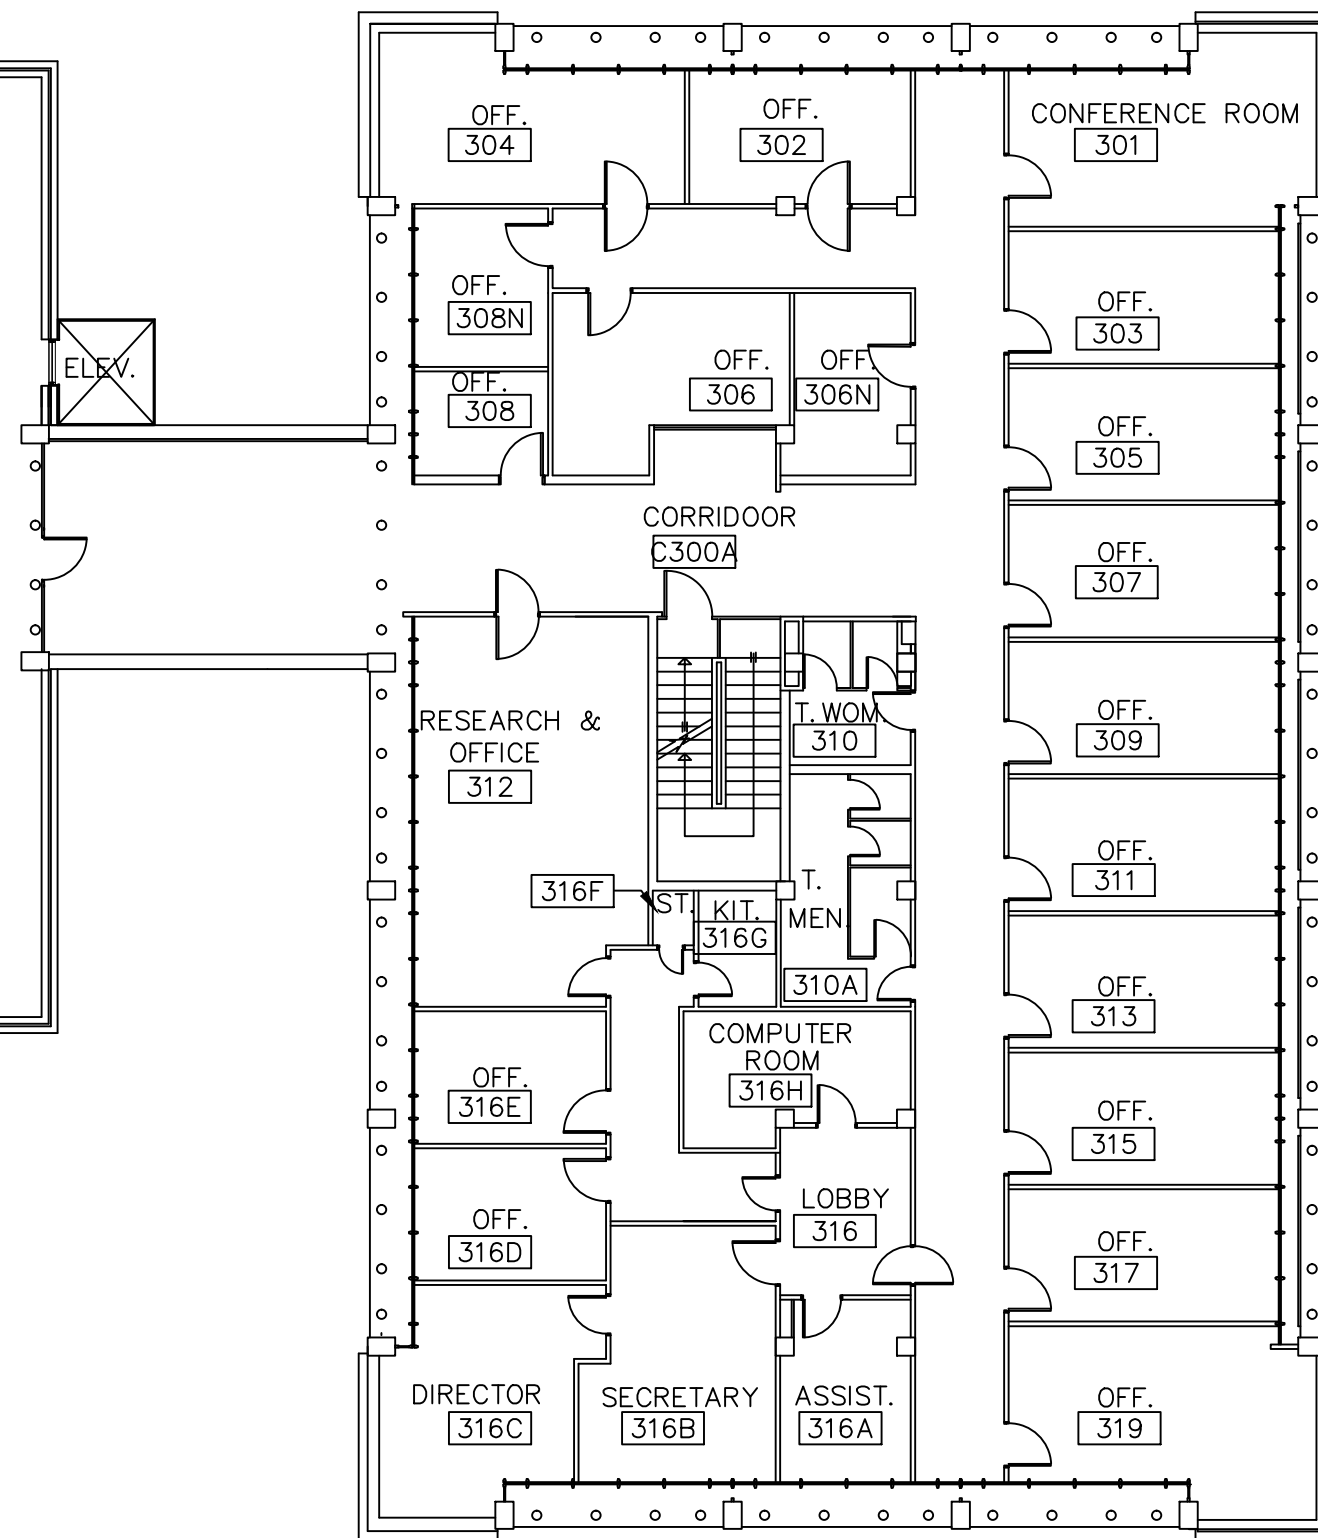 OFF.
304
OFF.
302
CONFERENCE ROOM
301
OFF.
308N
OFF.
303
ELEV.
OFF.
308
OFF.
306
OFF.
306N
OFF.
305
CORRIDOOR
C300A
OFF.
307
RESEARCH &
OFFICE
312
T. WOM.
310
OFF.
309
OFF.
311
316F
ST.
KIT.
316G
T.
MEN.
310A
OFF.
313
COMPUTER
ROOM
316H
OFF.
316E
OFF.
315
LOBBY
316
OFF.
316D
OFF.
317
DIRECTOR
316C
SECRETARY
316B
ASSIST.
316A
OFF.
319